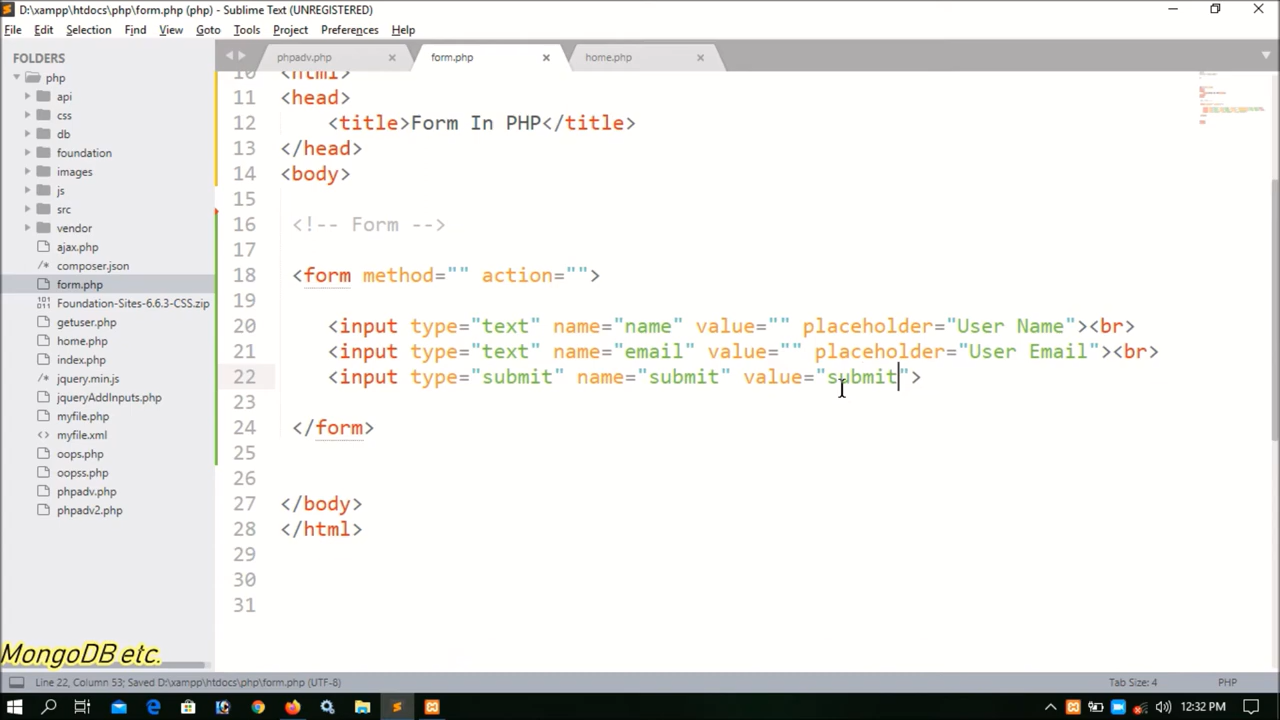 D:\xampp\htdocs\php\form.php (php) - Sublime Text (UNREGISTERED)
File Edit Selection Find View Goto Tools Project Preferences Help
FOLDERS
php
api
css
db
foundation
images
js
src
vendor
ajax.php
composer.json
form.php
Foundation-Sites-6.6.3-CSS.zip
getuser.php
home.php
index.php
jquery.min.js
jqueryAddInputs.php
myfile.php
myfile.xml
oops.php
oopss.php
phpadv.php
phpadv2.php
phpadv.php form.php home.php
10 <html>
11 <head>
12 <title>Form In PHP</title>
13 </head>
14 <body>
15
16 <!-- Form -->
17
18 <form method="" action="">
19
20 <input type="text" name="name" value="" placeholder="User Name"><br>
21 <input type="text" name="email" value="" placeholder="User Email"><br>
22 <input type="submit" name="submit" value="submit">
23
24 </form>
25
26
27 </body>
28 </html>
29
30
31
MongoDB etc.
Line 22, Column 53; Saved D:\xampp\htdocs\php\form.php (UTF-8) Tab Size: 4 PHP
12:32 PM